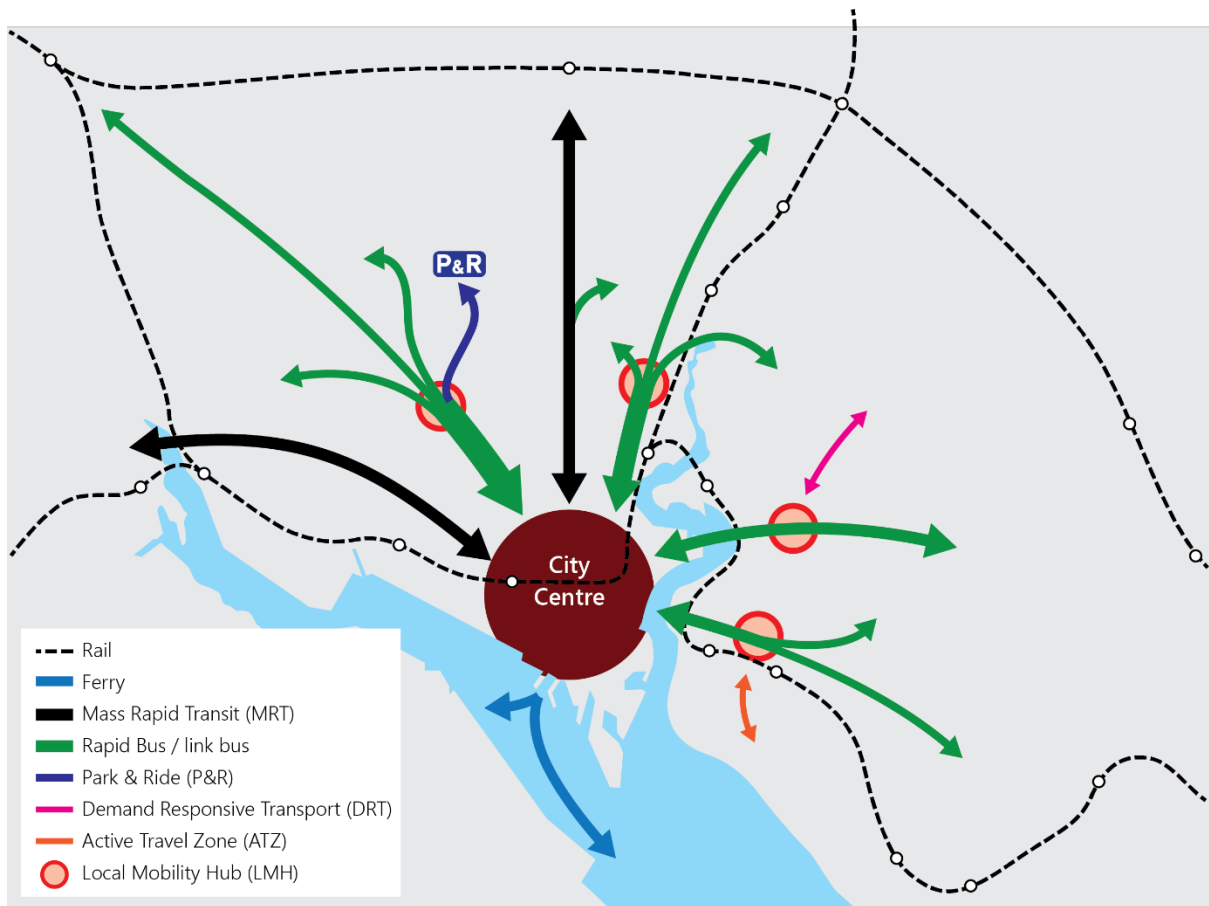 P&R
City
Centre
Rail
Ferry
Mass Rapid Transit (MRT)
Rapid Bus / link bus
Park & Ride (P&R)
Demand Responsive Transport (DRT)
Active Travel Zone (ATZ)
Local Mobility Hub (LMH)